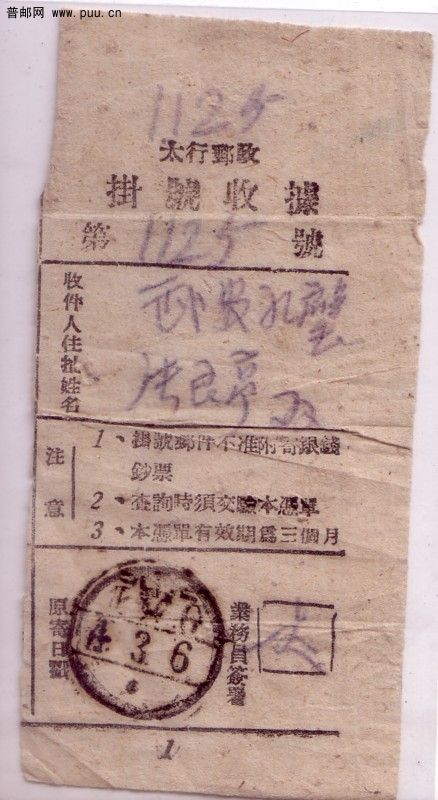 普邮网 www.puu.cn
1125
太行郵政
掛號收據
第 1125 號
收件人住址姓名
注意
1、掛號郵件不准附寄銀錢
鈔票
2、查詢時須交驗本憑單
3、本憑單有效期爲三個月
原寄日戳
3 6
業務員簽署
1